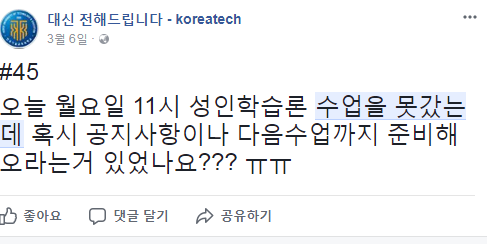 대신 전해드립니다 - koreatech
3월 6일 ·
#45
오늘 월요일 11시 성인학습론 수업을 못갔는
데 혹시 공지사항이나 다음수업까지 준비해
오라는거 있었나요??? ㅠㅠ
좋아요 댓글 달기 공유하기